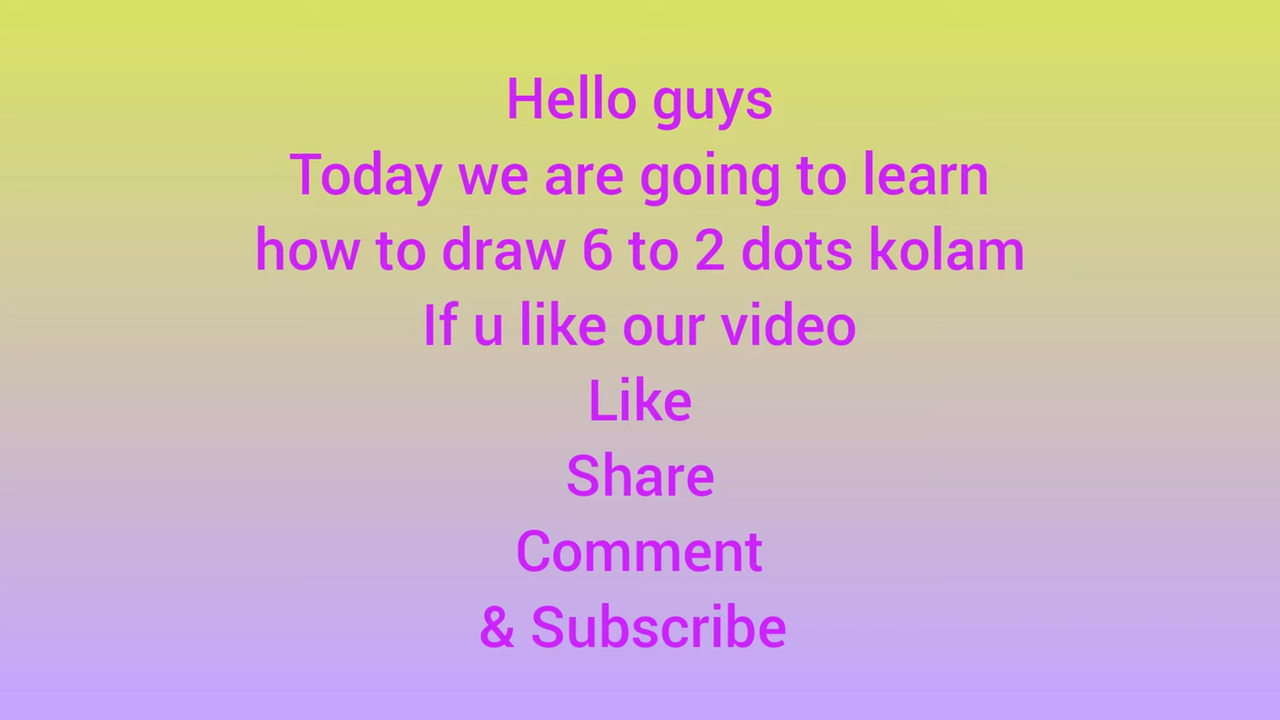 Hello guys
Today we are going to learn
how to draw 6 to 2 dots kolam
If u like our video
Like
Share
Comment
& Subscribe